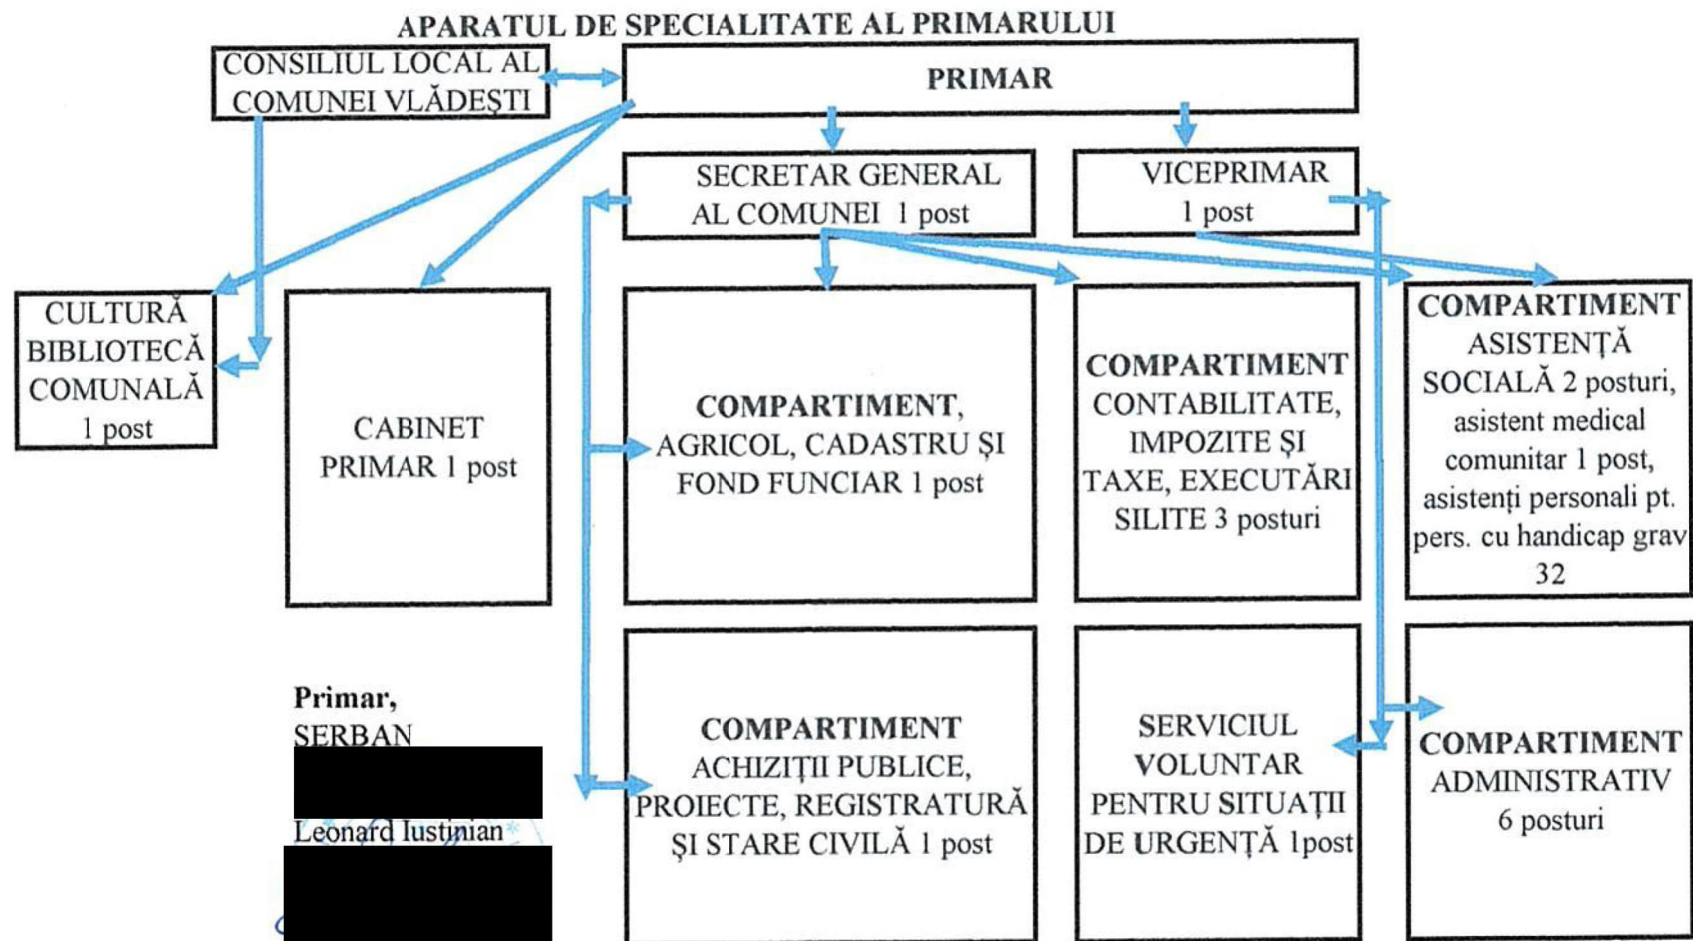 APARATUL DE SPECIALITATE AL PRIMARULUI
CONSILIUL LOCAL AL
COMUNEI VLĂDEȘTI
PRIMAR
SECRETAR GENERAL
AL COMUNEI 1 post
VICEPRIMAR
1 post
CULTURĂ
BIBLIOTECĂ
COMUNALĂ
1 post
CABINET
PRIMAR 1 post
COMPARTIMENT,
AGRICOL, CADASTRU ȘI
FOND FUNCIAR 1 post
COMPARTIMENT
CONTABILITATE,
IMPOZITE ȘI
TAXE, EXECUTĂRI
SILITE 3 posturi
COMPARTIMENT
ASISTENȚĂ
SOCIALĂ 2 posturi,
asistent medical
comunitar 1 post,
asistenți personali pt.
pers. cu handicap grav
32
Primar,
SERBAN
Leonard Iustinian
COMPARTIMENT
ACHIZIȚII PUBLICE,
PROIECTE, REGISTRATURĂ
ȘI STARE CIVILĂ 1 post
SERVICIUL
VOLUNTAR
PENTRU SITUAȚII
DE URGENȚĂ 1post
COMPARTIMENT
ADMINISTRATIV
6 posturi